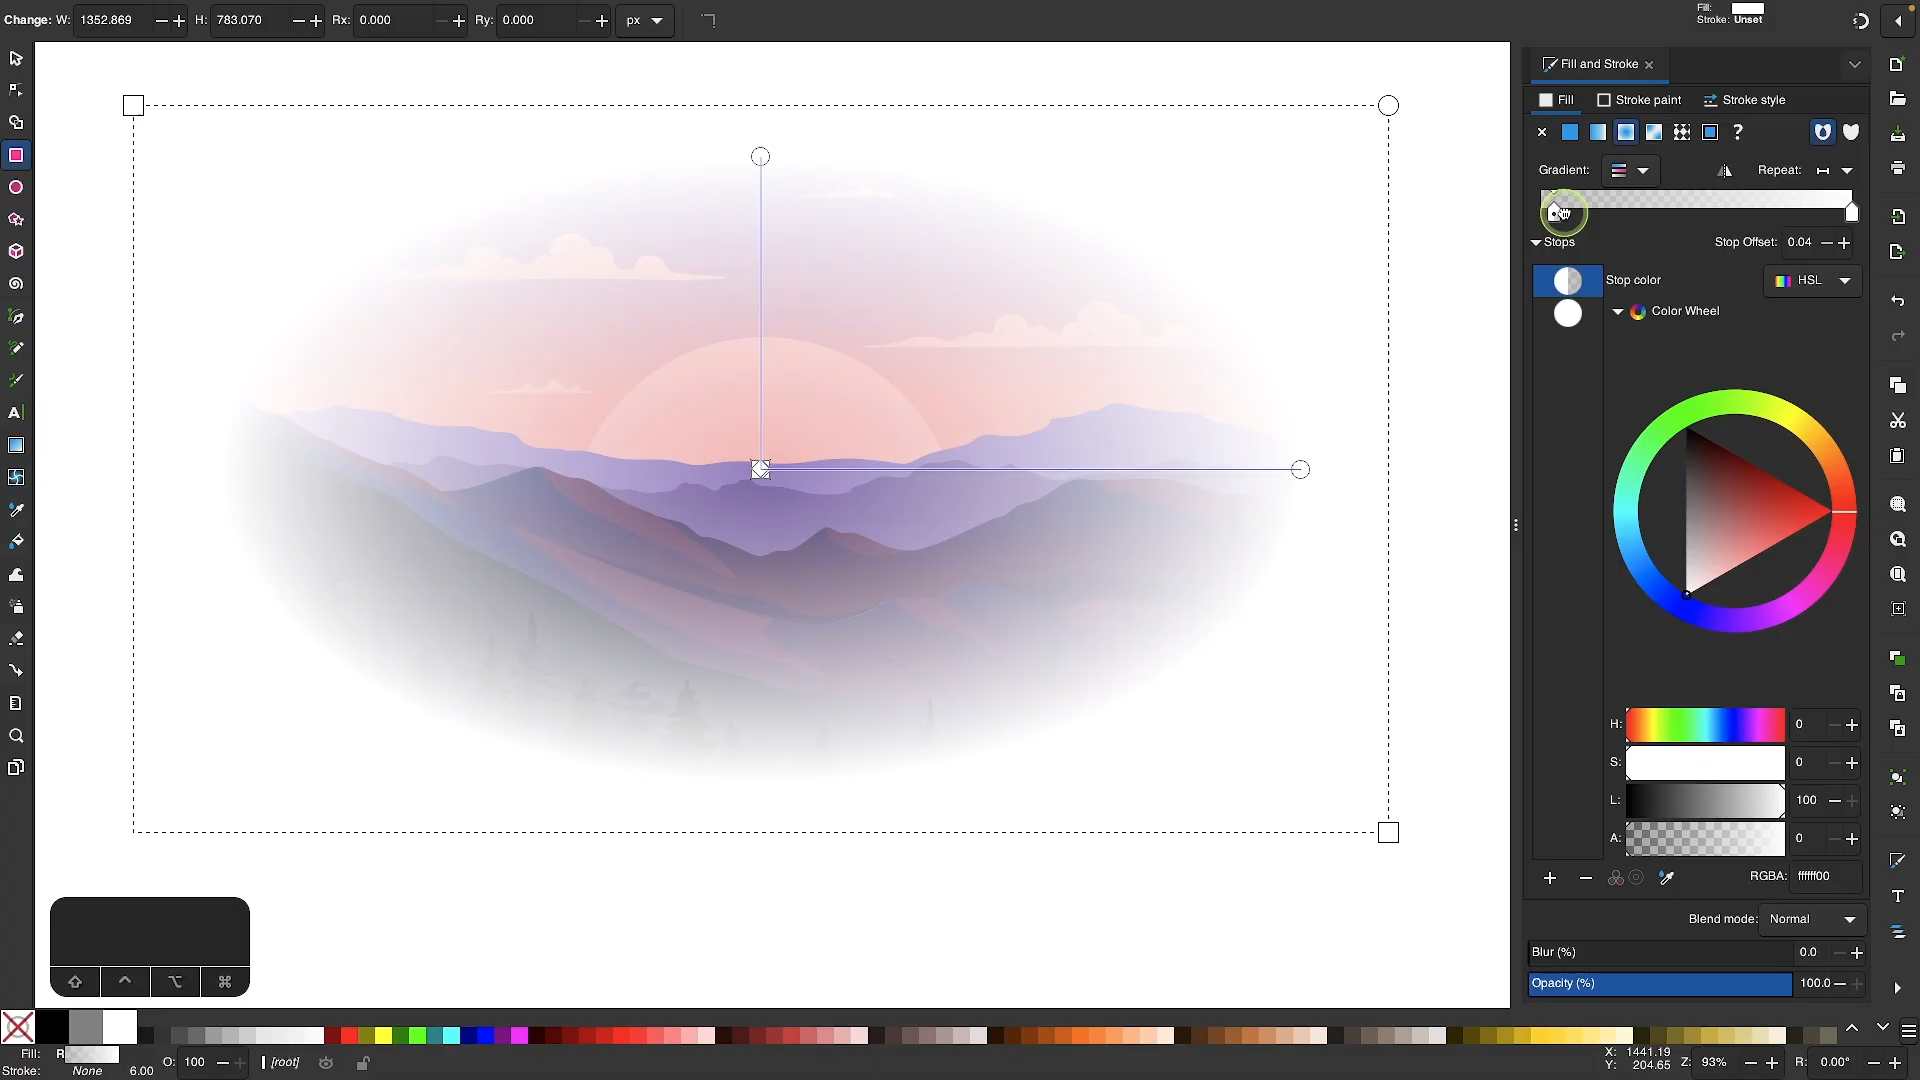 Change: W: 1352.869 H: 783.070 Rx: 0.000 Ry: 0.000 px
Fill:
Stroke: Unset
Fill and Stroke
Fill Stroke paint Stroke style
?
Gradient: Repeat:
Stops Stop Offset: 0.04
Stop color HSL
Color Wheel
H: 0
S: 0
L: 100
A: 0
RGBA: ffffff00
Blend mode: Normal
Blur (%) 0.0
Opacity (%) 100.0
A
T
Fill: R
Stroke: None 6.00
O: 100 [root]
X: 1441.19
Y: 204.65
Z: 93% R: 0.00°